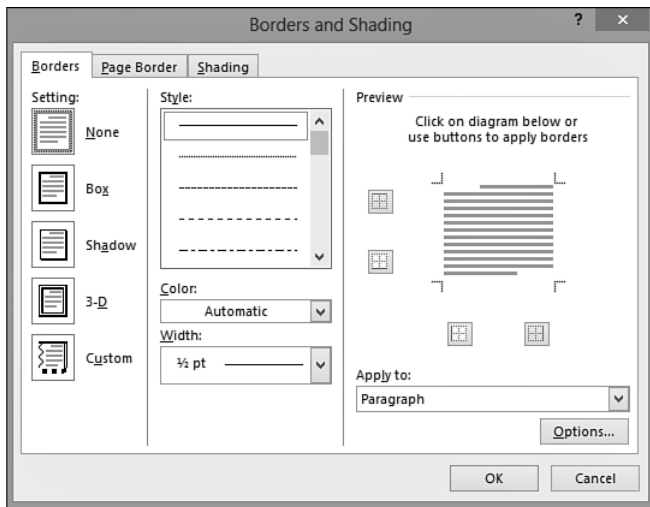 Borders and Shading
?
×
Borders
Page Border
Shading
Setting:
None
Box
Shadow
3-D
Custom
Style:
Color:
Automatic
Width:
½ pt
Preview
Click on diagram below or
use buttons to apply borders
Apply to:
Paragraph
Options...
OK
Cancel